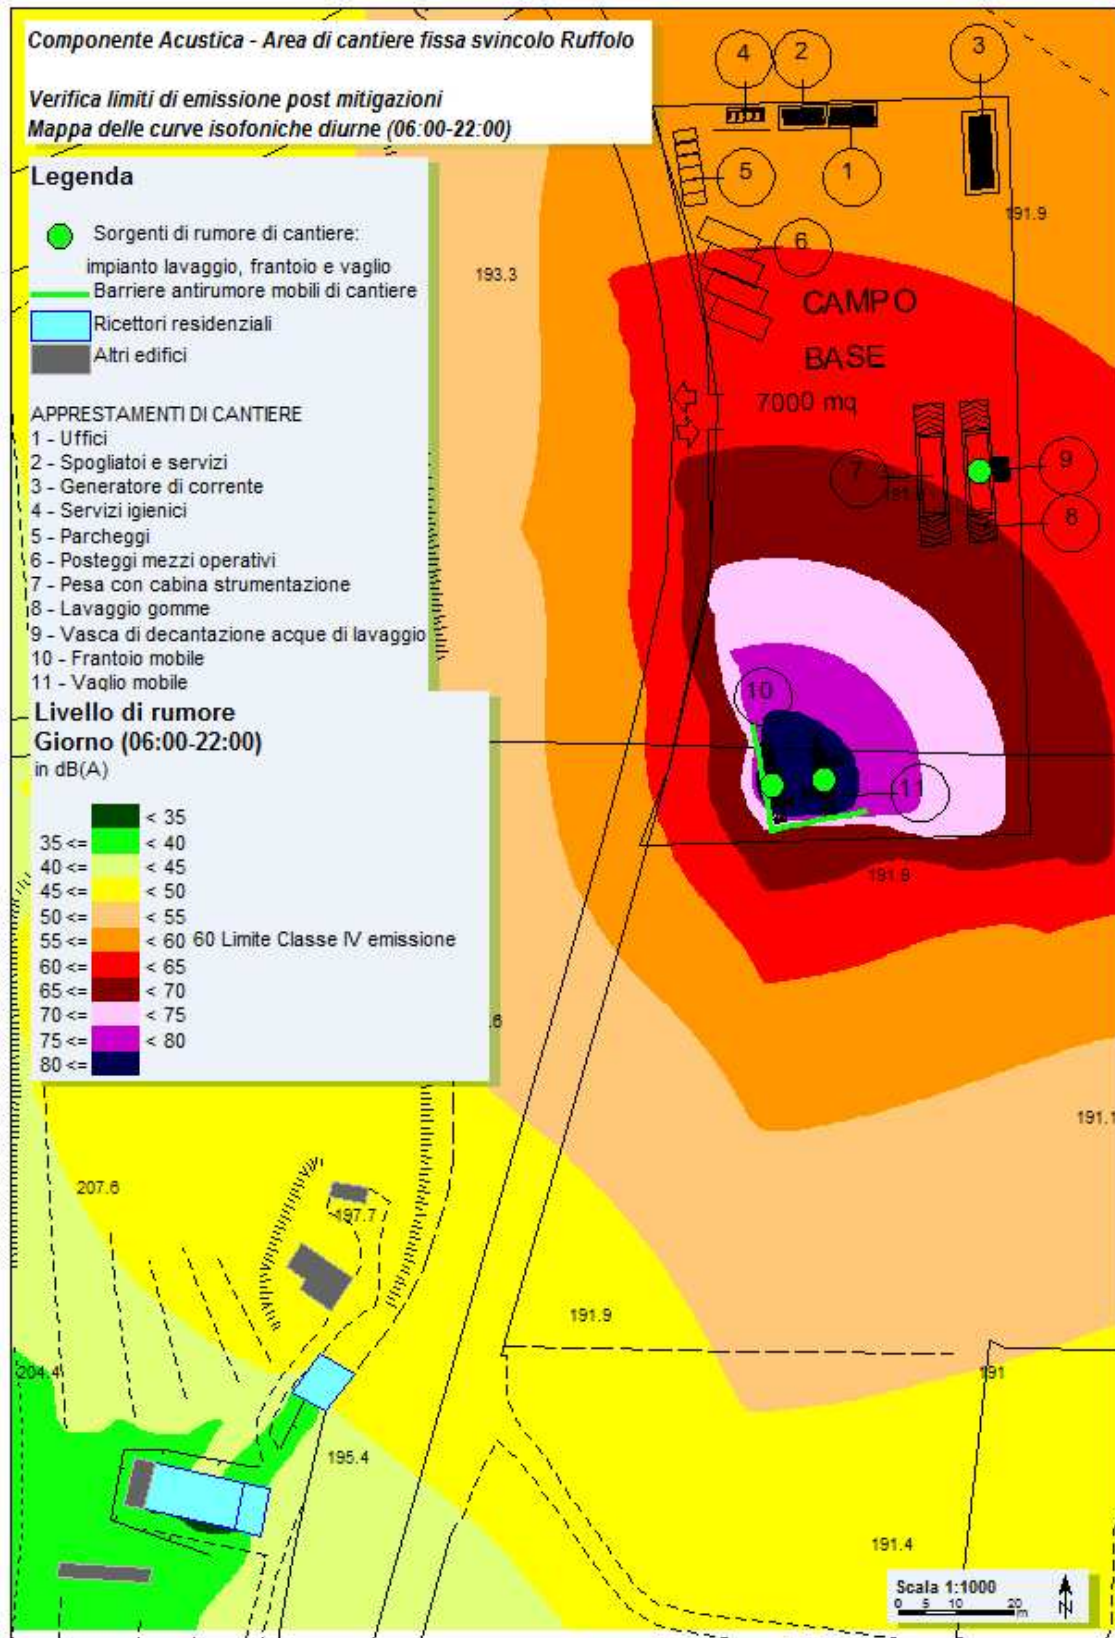 Componente Acustica - Area di cantiere fissa svincolo Ruffolo
Verifica limiti di emissione post mitigazioni
Mappa delle curve isofoniche diurne (06:00-22:00)
Legenda
Sorgenti di rumore di cantiere:
impianto lavaggio, frantoio e vaglio
Barriere antirumore mobili di cantiere
Ricettori residenziali
Altri edifici
APPRESTAMENTI DI CANTIERE
1 - Uffici
2 - Spogliatoi e servizi
3 - Generatore di corrente
4 - Servizi igienici
5 - Parcheggi
6 - Posteggi mezzi operativi
7 - Pesa con cabina strumentazione
8 - Lavaggio gomme
9 - Vasca di decantazione acque di lavaggio
10 - Frantoio mobile
11 - Vaglio mobile
Livello di rumore
Giorno (06:00-22:00)
in dB(A)
< 35
35 <= < 40
40 <= < 45
45 <= < 50
50 <= < 55
55 <= < 60 60 Limite Classe IV emissione
60 <= < 65
65 <= < 70
70 <= < 75
75 <= < 80
80 <=
4
2
3
5
1
191.9
6
193.3
CAMPO
BASE
7000 mq
7
9
8
10
11
191.8
.6
191.1
207.6
197.7
191.9
204.4
191
195.4
191.4
Scala 1:1000
0 5 10 20
m
N